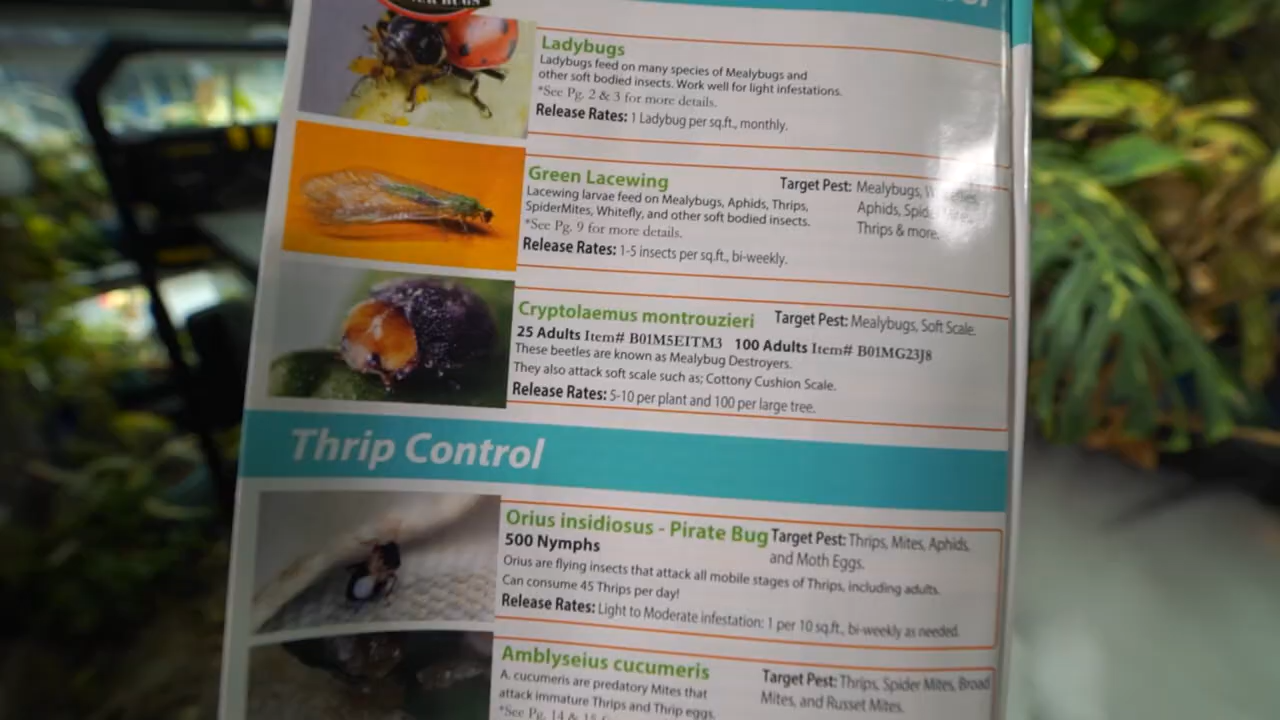 Ladybugs
Ladybugs feed on many species of Mealybugs and
other soft bodied insects. Work well for light infestations.
*See Pg. 2 & 3 for more details.
Release Rates: 1 Ladybug per sq.ft., monthly.
Green Lacewing
Target Pest: Mealybugs,
Aphids,
Thrips & more.
Lacewing larvae feed on Mealybugs, Aphids, Thrips,
SpiderMites, Whitefly, and other soft bodied insects.
*See Pg. 9 for more details.
Release Rates: 1-5 insects per sq.ft., bi-weekly.
Cryptolaemus montrouzieri
Target Pest: Mealybugs, Soft Scale.
25 Adults Item# B01M5EITM3 100 Adults Item# B01MG23J8
These beetles are known as Mealybug Destroyers.
They also attack soft scale such as; Cottony Cushion Scale.
Release Rates: 5-10 per plant and 100 per large tree.
Thrip Control
Orius insidiosus - Pirate Bug
Target Pest: Thrips, Mites, Aphids,
and Moth Eggs.
500 Nymphs
Orius are flying insects that attack all mobile stages of Thrips, including adults.
Can consume 45 Thrips per day!
Release Rates: Light to Moderate infestation: 1 per 10 sq.ft., bi-weekly as needed.
Amblyseius cucumeris
Target Pest: Thrips, Spider Mites, Broad
Mites, and Russet Mites.
A. cucumeris are predatory Mites that
attack immature Thrips and Thrip eggs.
*See Pg. 14 & 15